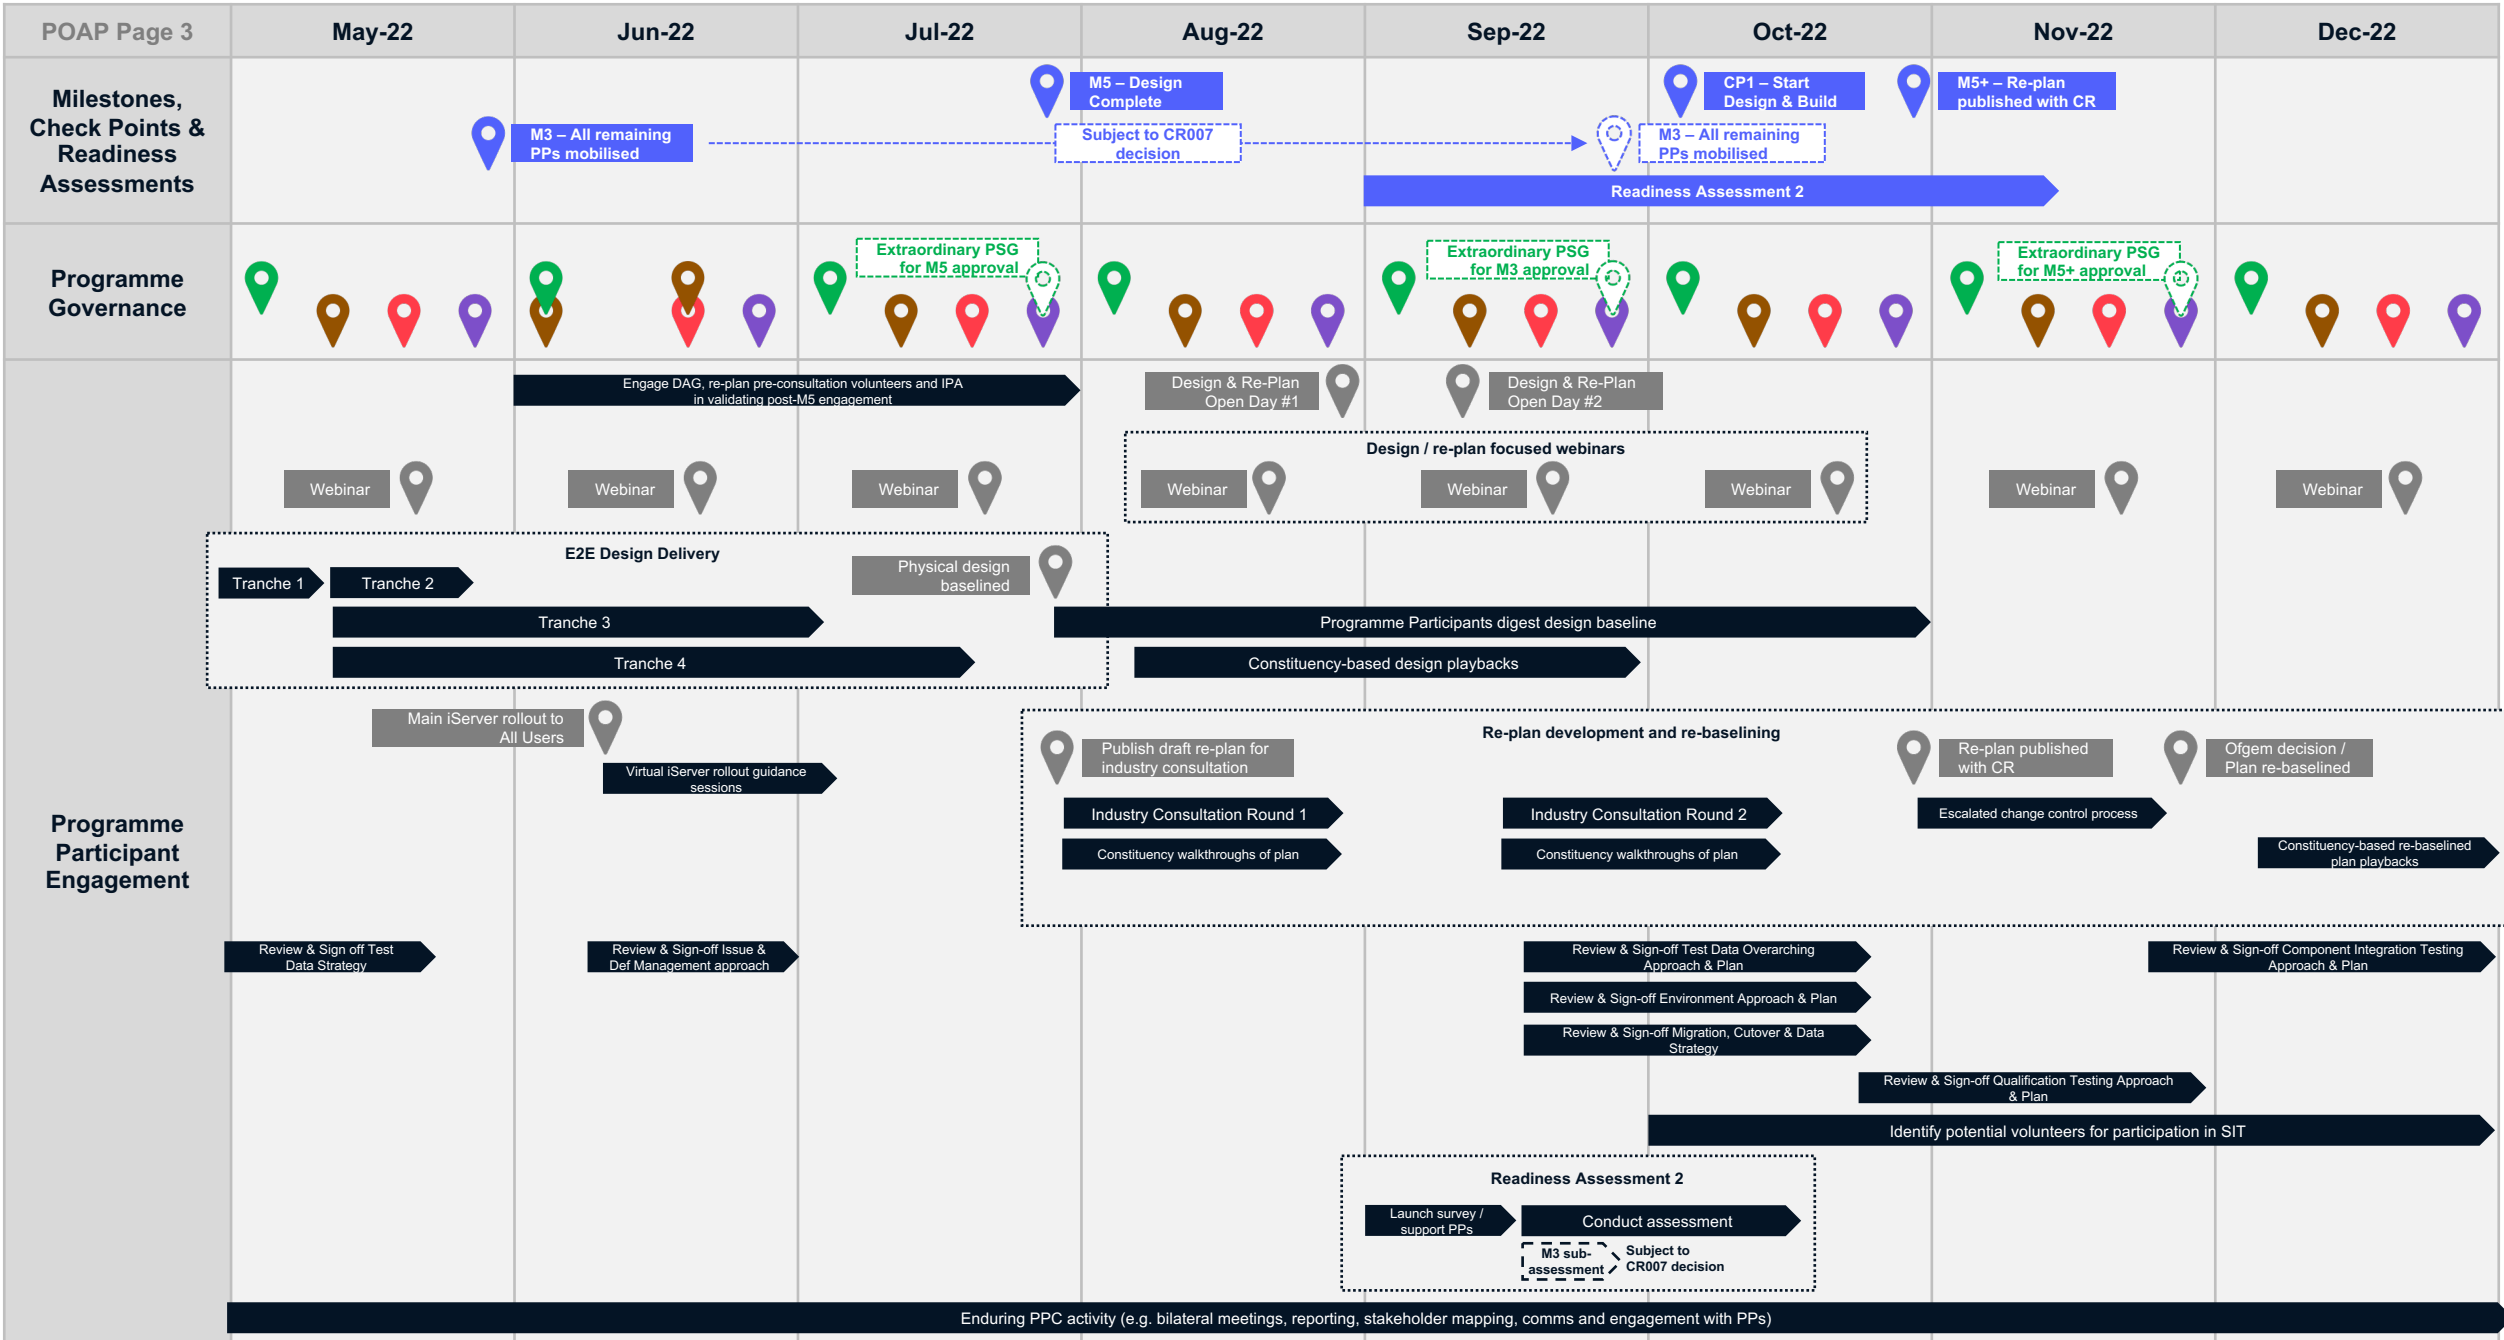 POAP Page 3
May-22
Jun-22
Jul-22
Aug-22
Sep-22
Oct-22
Nov-22
Dec-22
Milestones,
Check Points &
Readiness
Assessments
M5 – Design
Complete
CP1 – Start
Design & Build
M5+ – Re-plan
published with CR
M3 – All remaining
PPs mobilised
Subject to CR007
decision
M3 – All remaining
PPs mobilised
Readiness Assessment 2
Programme
Governance
Extraordinary PSG
for M5 approval
Extraordinary PSG
for M3 approval
Extraordinary PSG
for M5+ approval
Programme
Participant
Engagement
Engage DAG, re-plan pre-consultation volunteers and IPA
in validating post-M5 engagement
Design & Re-Plan
Open Day #1
Design & Re-Plan
Open Day #2
Design / re-plan focused webinars
Webinar
Webinar
Webinar
Webinar
Webinar
Webinar
Webinar
Webinar
E2E Design Delivery
Physical design
baselined
Tranche 1
Tranche 2
Tranche 3
Programme Participants digest design baseline
Tranche 4
Constituency-based design playbacks
Main iServer rollout to
All Users
Virtual iServer rollout guidance
sessions
Re-plan development and re-baselining
Publish draft re-plan for
industry consultation
Re-plan published
with CR
Ofgem decision /
Plan re-baselined
Industry Consultation Round 1
Industry Consultation Round 2
Escalated change control process
Constituency walkthroughs of plan
Constituency walkthroughs of plan
Constituency-based re-baselined
plan playbacks
Review & Sign off Test
Data Strategy
Review & Sign-off Issue &
Def Management approach
Review & Sign-off Test Data Overarching
Approach & Plan
Review & Sign-off Component Integration Testing
Approach & Plan
Review & Sign-off Environment Approach & Plan
Review & Sign-off Migration, Cutover & Data
Strategy
Review & Sign-off Qualification Testing Approach
& Plan
Identify potential volunteers for participation in SIT
Readiness Assessment 2
Launch survey /
support PPs
Conduct assessment
M3 sub-
assessment
Subject to
CR007 decision
Enduring PPC activity (e.g. bilateral meetings, reporting, stakeholder mapping, comms and engagement with PPs)